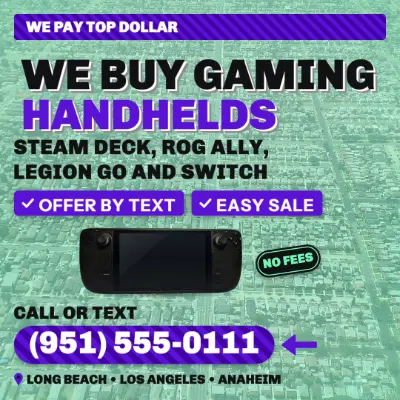 WE PAY TOP DOLLAR
WE BUY GAMING
HANDHELDS
STEAM DECK, ROG ALLY,
LEGION GO AND SWITCH
OFFER BY TEXT EASY SALE
NO FEES
CALL OR TEXT
(951) 555-0111
LONG BEACH • LOS ANGELES • ANAHEIM